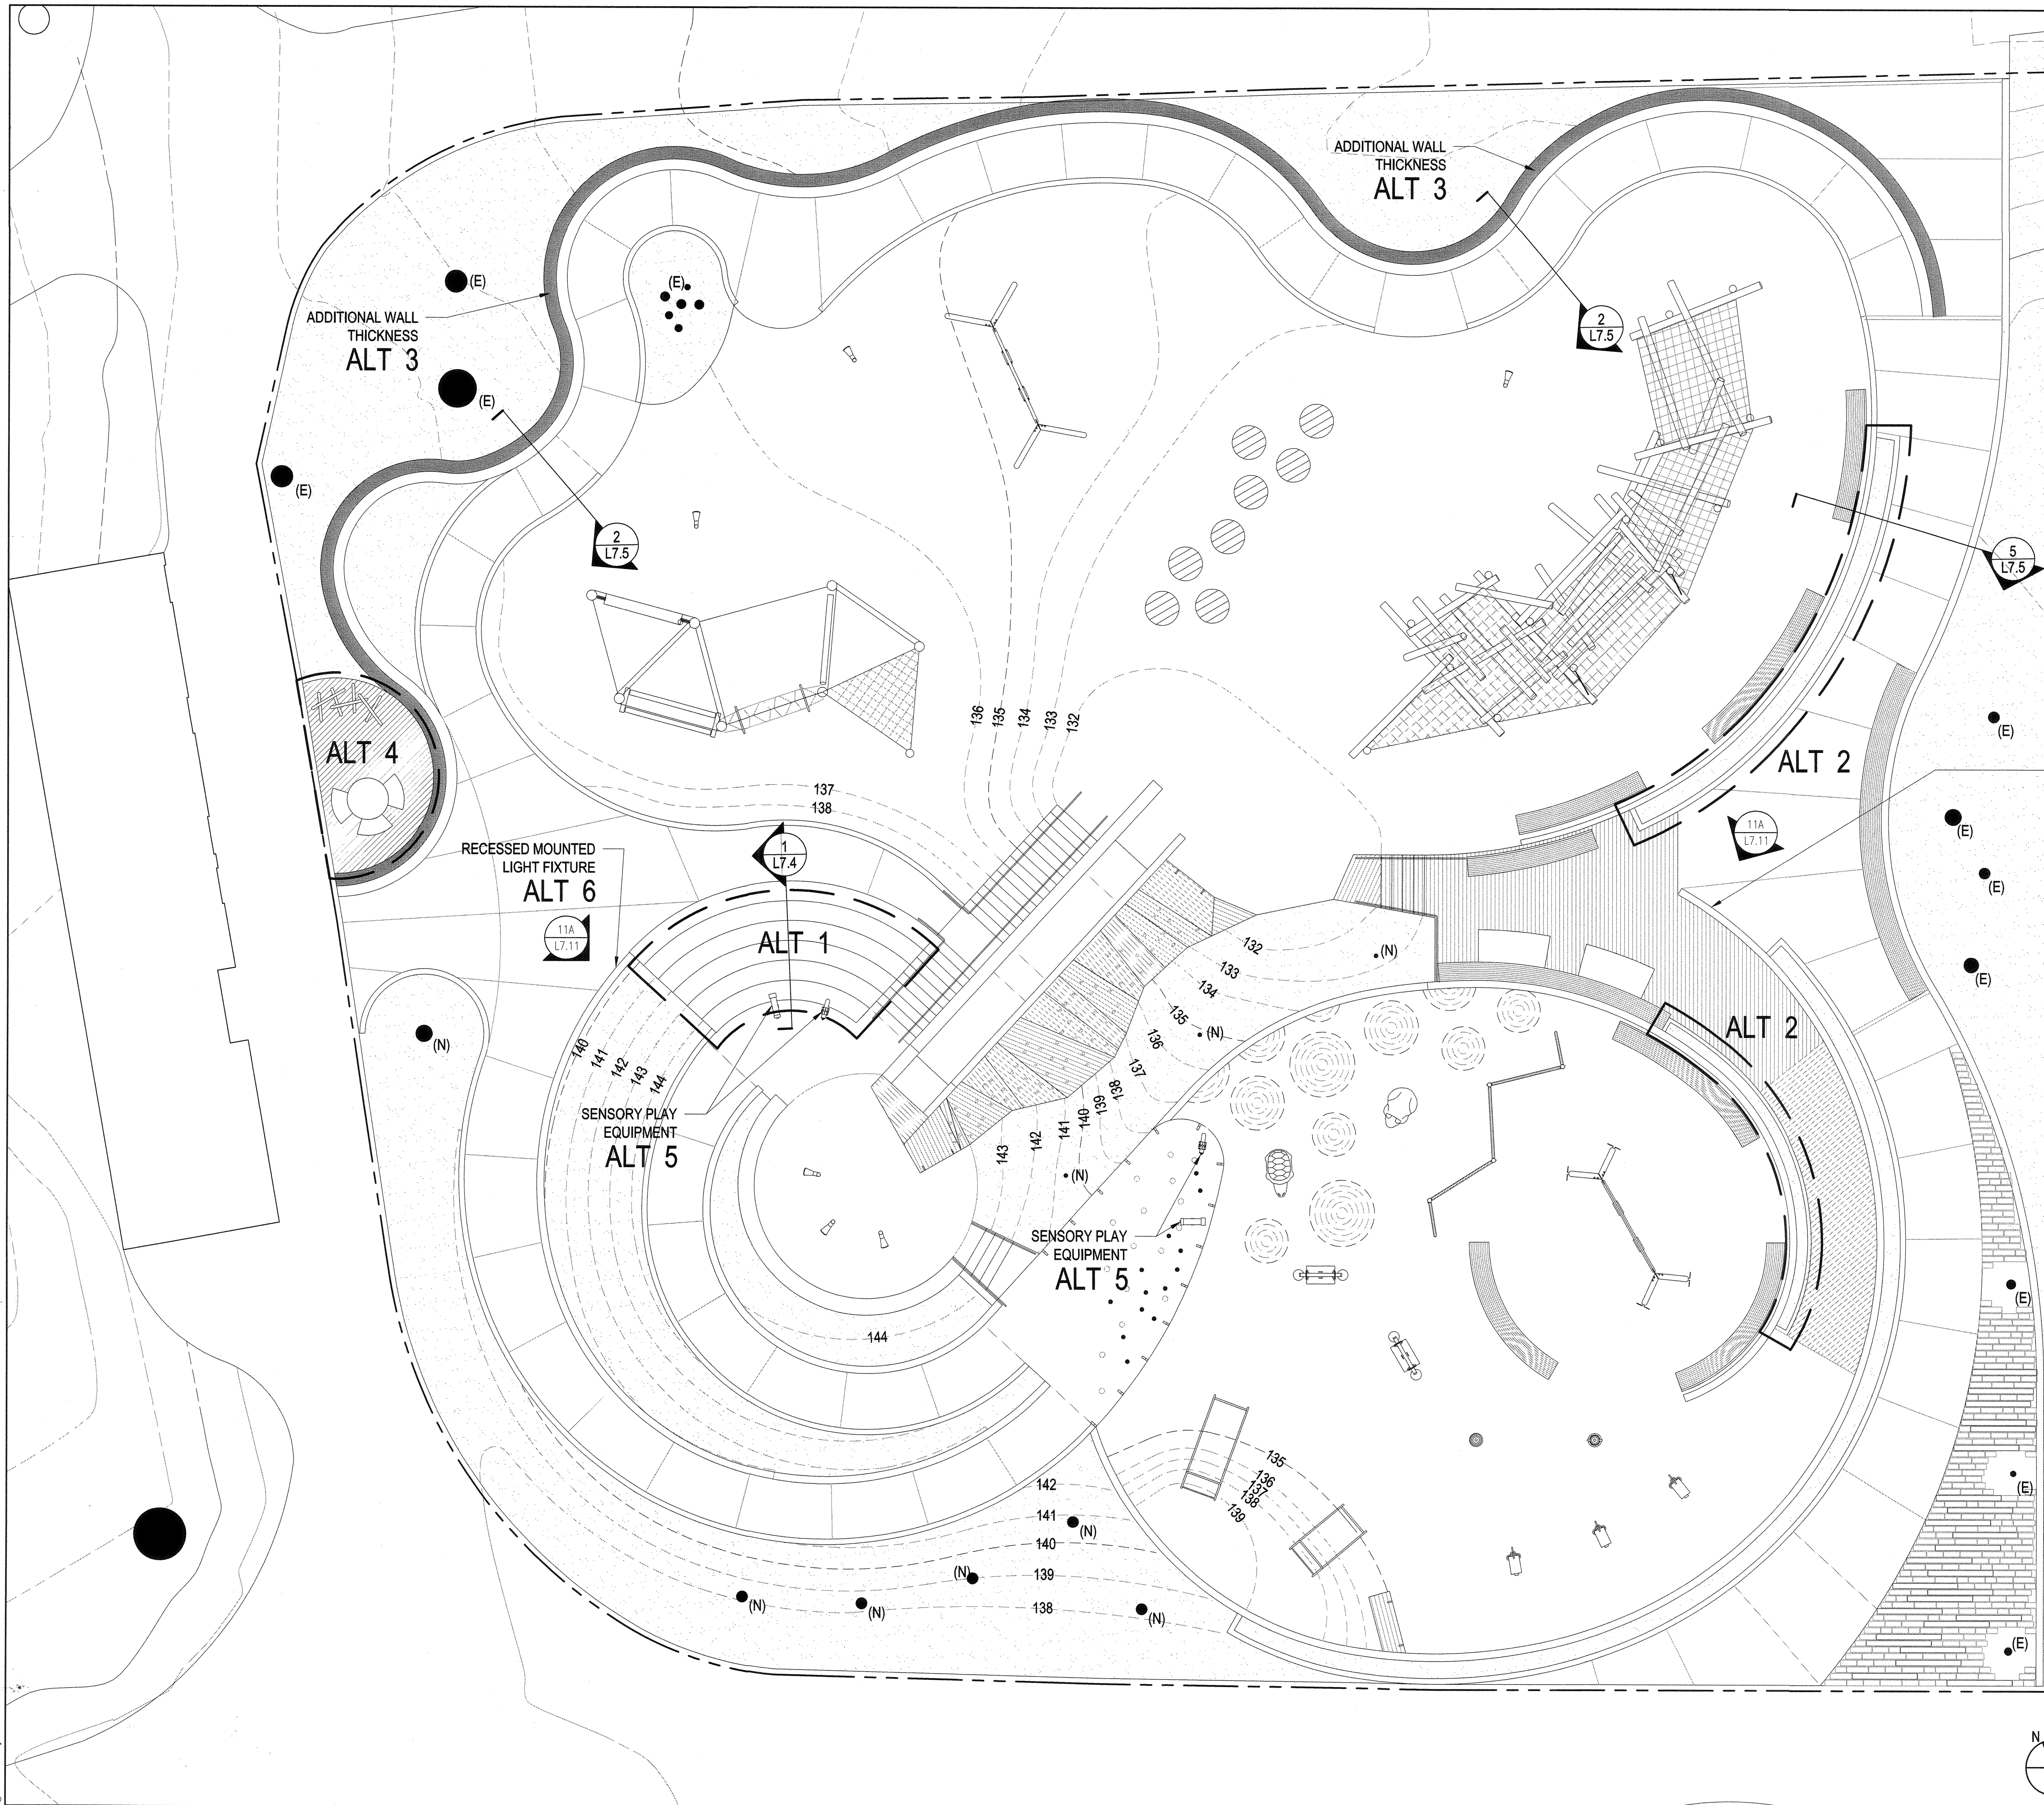 ADDITIONAL WALL
THICKNESS
ALT 3
2
L7.5
(E)
(E)
ADDITIONAL WALL
THICKNESS
ALT 3
(E)
(E)
2
L7.5
5
L7.5
136
135
134
133
132
(E)
ALT 4
ALT 2
137
138
RECESSED MOUNTED
LIGHT FIXTURE
ALT 6
1
L7.4
11A
L7.11
(E)
(E)
11A
L7.11
ALT 1
132
133
134
135
136
137
138
139
140
141
142
143
(N)
(N)
(N)
(E)
ALT 2
(N)
140
141
142
143
144
SENSORY PLAY
EQUIPMENT
ALT 5
SENSORY PLAY
EQUIPMENT
ALT 5
(E)
144
135
136
137
138
139
142
141
140
139
138
(N)
(N)
(N)
(N)
(N)
(E)
(E)
N